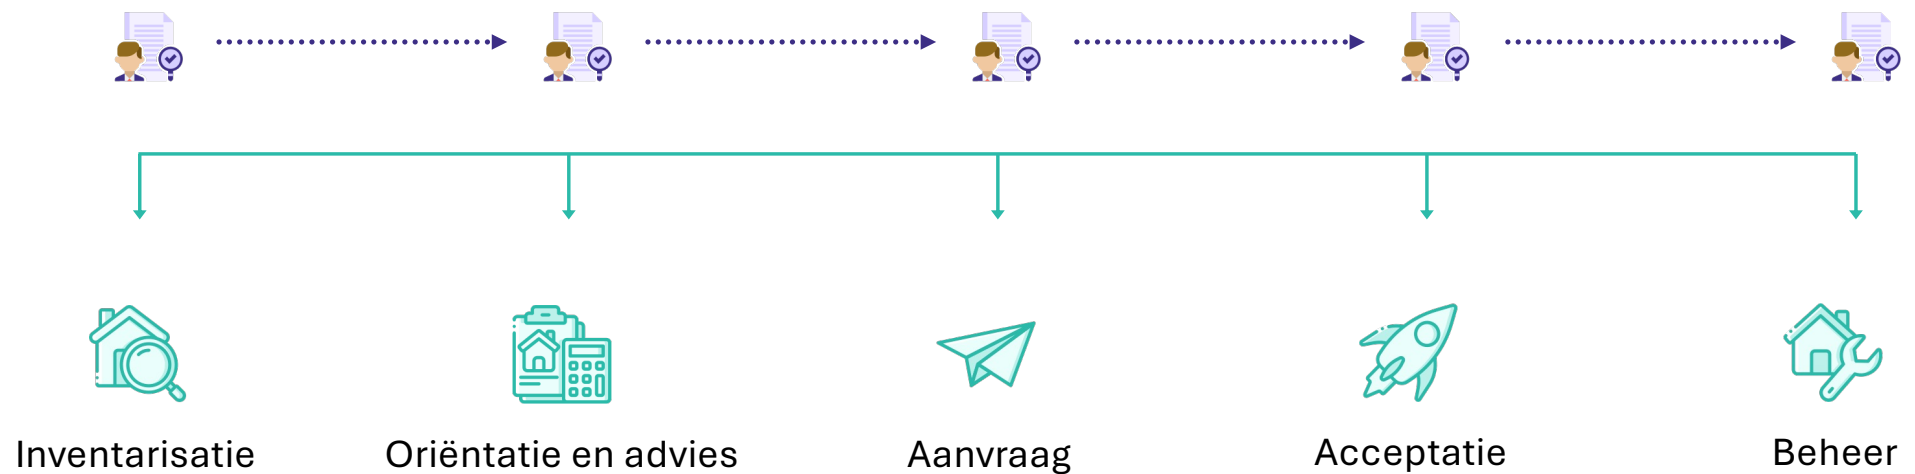 Inventarisatie
Oriëntatie en advies
Aanvraag
Acceptatie
Beheer